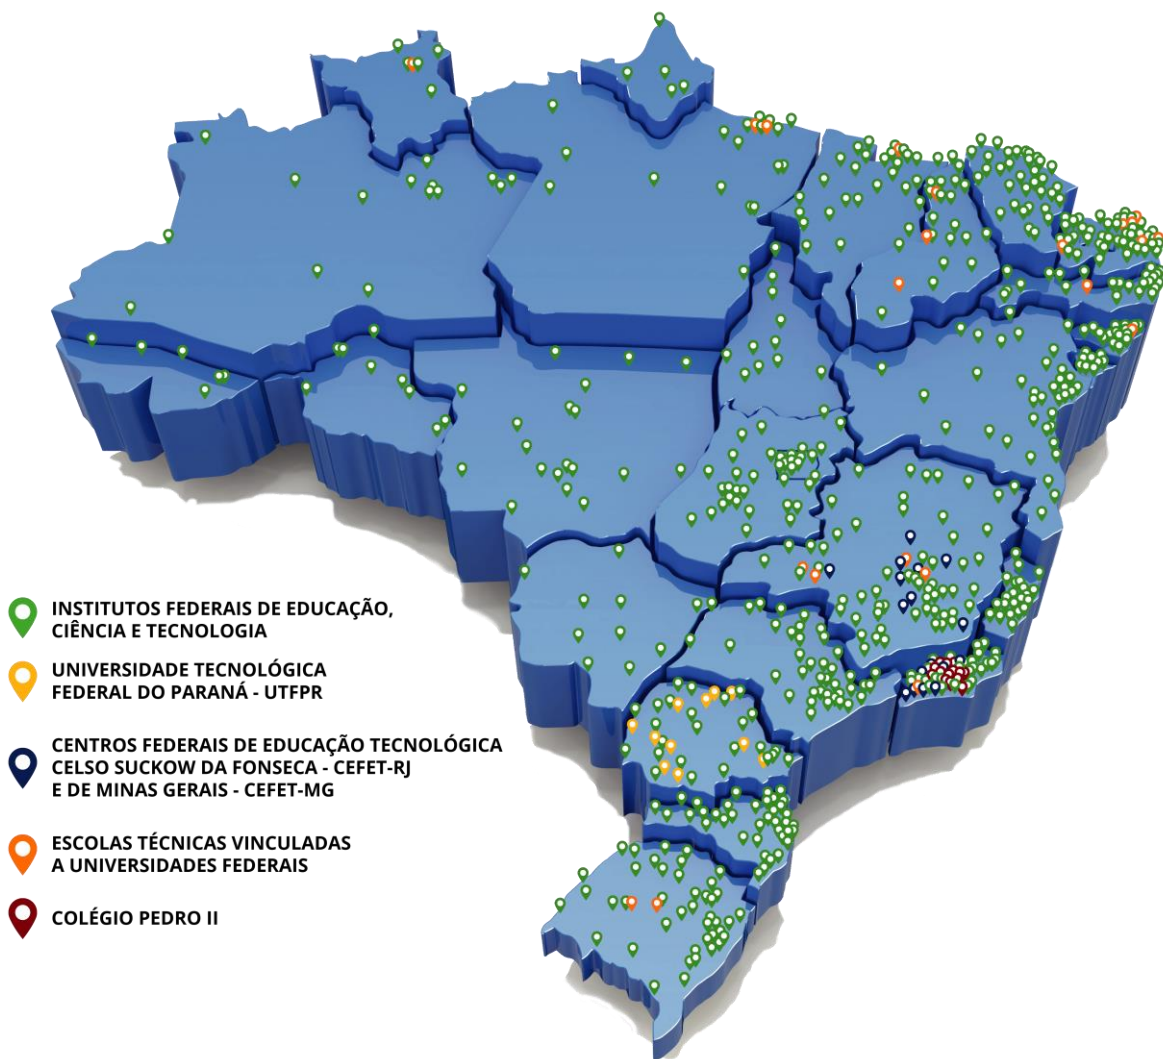 INSTITUTOS FEDERAIS DE EDUCAÇÃO,
CIÊNCIA E TECNOLOGIA
UNIVERSIDADE TECNOLÓGICA
FEDERAL DO PARANÁ - UTFPR
CENTROS FEDERAIS DE EDUCAÇÃO TECNOLÓGICA
CELSO SUCKOW DA FONSECA - CEFET-RJ
E DE MINAS GERAIS - CEFET-MG
ESCOLAS TÉCNICAS VINCULADAS
A UNIVERSIDADES FEDERAIS
COLÉGIO PEDRO II